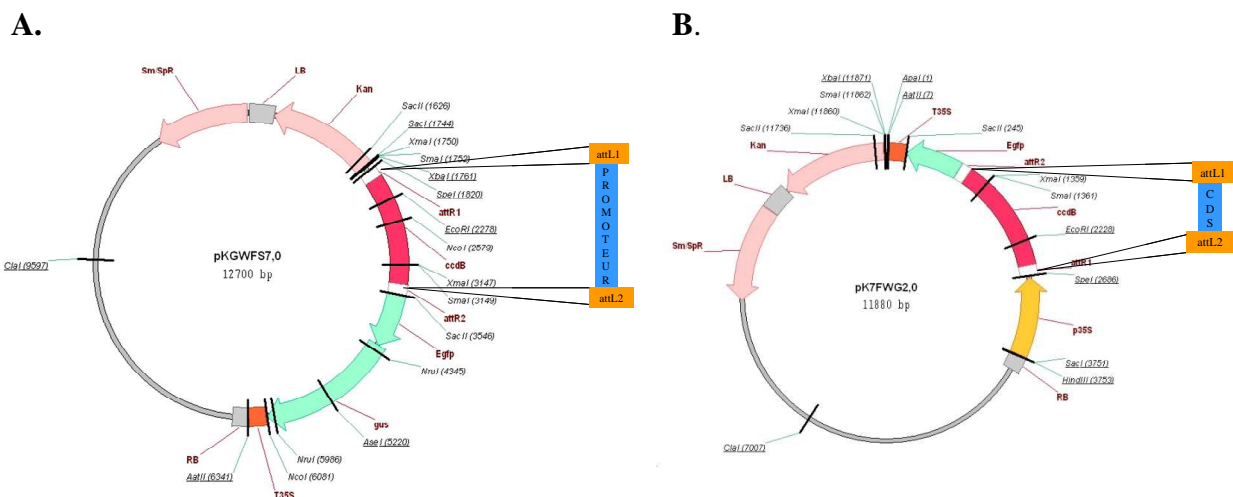 A.
Sm/SpR
LB
Kan
SacII (1626)
SacI (1744)
XmaI (1750)
SmaI (1752)
XbaI (1761)
SpeI (1820)
attR1
EcoRI (2278)
NcoI (2579)
ccdB
XmaI (3147)
SmaI (3149)
attR2
SacII (3546)
Egfp
NruI (4345)
gus
AseI (5220)
NruI (5986)
NcoI (6081)
T35S
AatII (6341)
RB
ClaI (9597)
pKGWFS7,0
12700 bp
attL1
PROMOTEUR
attL2
B.
XbaI (11871)
SmaI (11862)
XmaI (11860)
SacII (11736)
Kan
LB
Sm/SpR
ApaI (1)
AatII (7)
T35S
SacII (245)
Egfp
attR2
XmaI (1359)
SmaI (1361)
ccdB
EcoRI (2228)
attR1
SpeI (2686)
p35S
SacI (3751)
HindIII (3753)
RB
ClaI (7007)
pK7FWG2,0
11880 bp
attL1
CDS
attL2